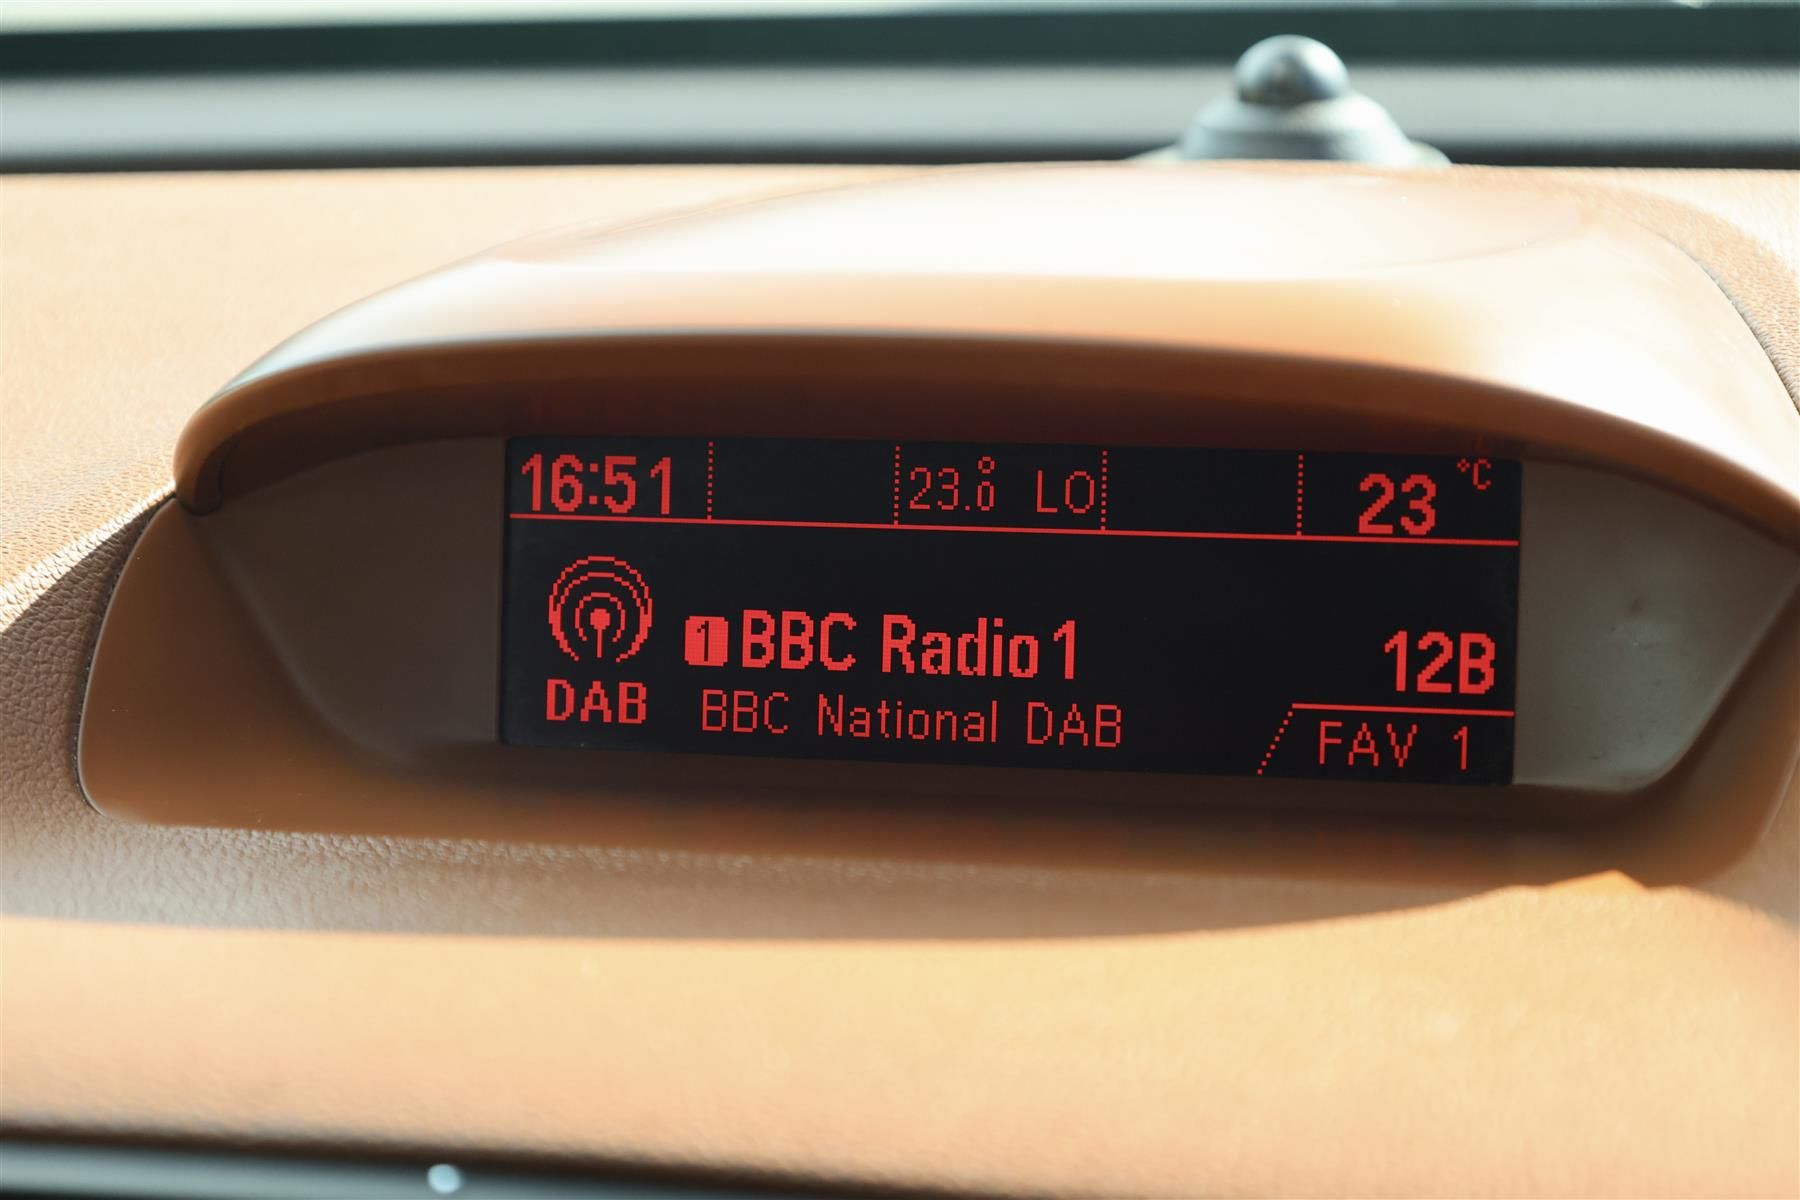 16:51 23.0° LO 23 °C
1 BBC Radio 1 12B
DAB BBC National DAB FAV 1